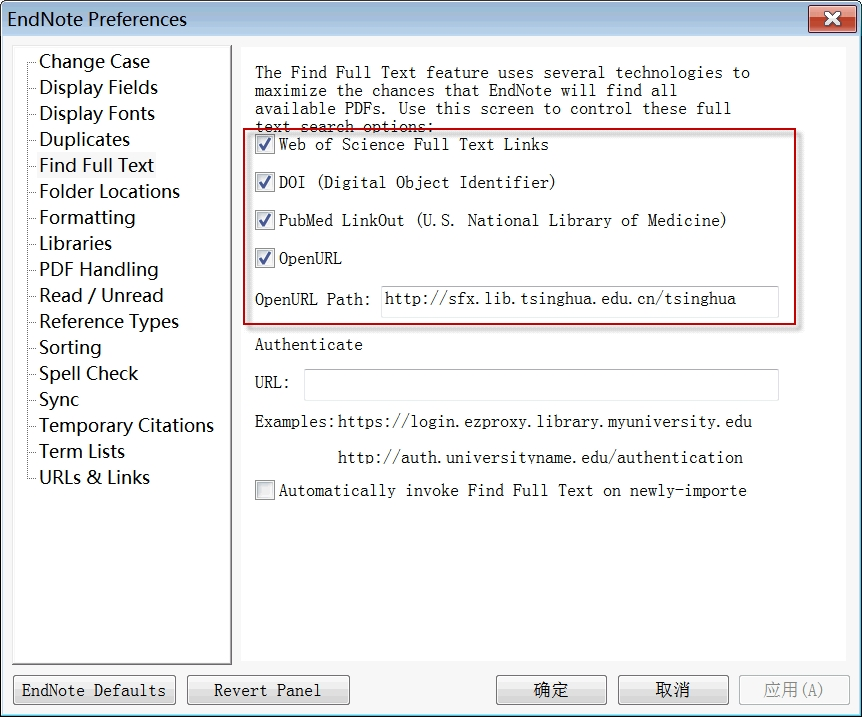 EndNote Preferences
Change Case
Display Fields
Display Fonts
Duplicates
Find Full Text
Folder Locations
Formatting
Libraries
PDF Handling
Read / Unread
Reference Types
Sorting
Spell Check
Sync
Temporary Citations
Term Lists
URLs & Links
The Find Full Text feature uses several technologies to
maximize the chances that EndNote will find all
available PDFs. Use this screen to control these full
text search options:
Web of Science Full Text Links
DOI (Digital Object Identifier)
PubMed LinkOut (U.S. National Library of Medicine)
OpenURL
OpenURL Path: http://sfx.lib.tsinghua.edu.cn/tsinghua
Authenticate
URL:
Examples: https://login.ezproxy.library.myuniversity.edu
http://auth.universityname.edu/authentication
Automatically invoke Find Full Text on newly-importe
EndNote Defaults Revert Panel 确定 取消 应用(A)